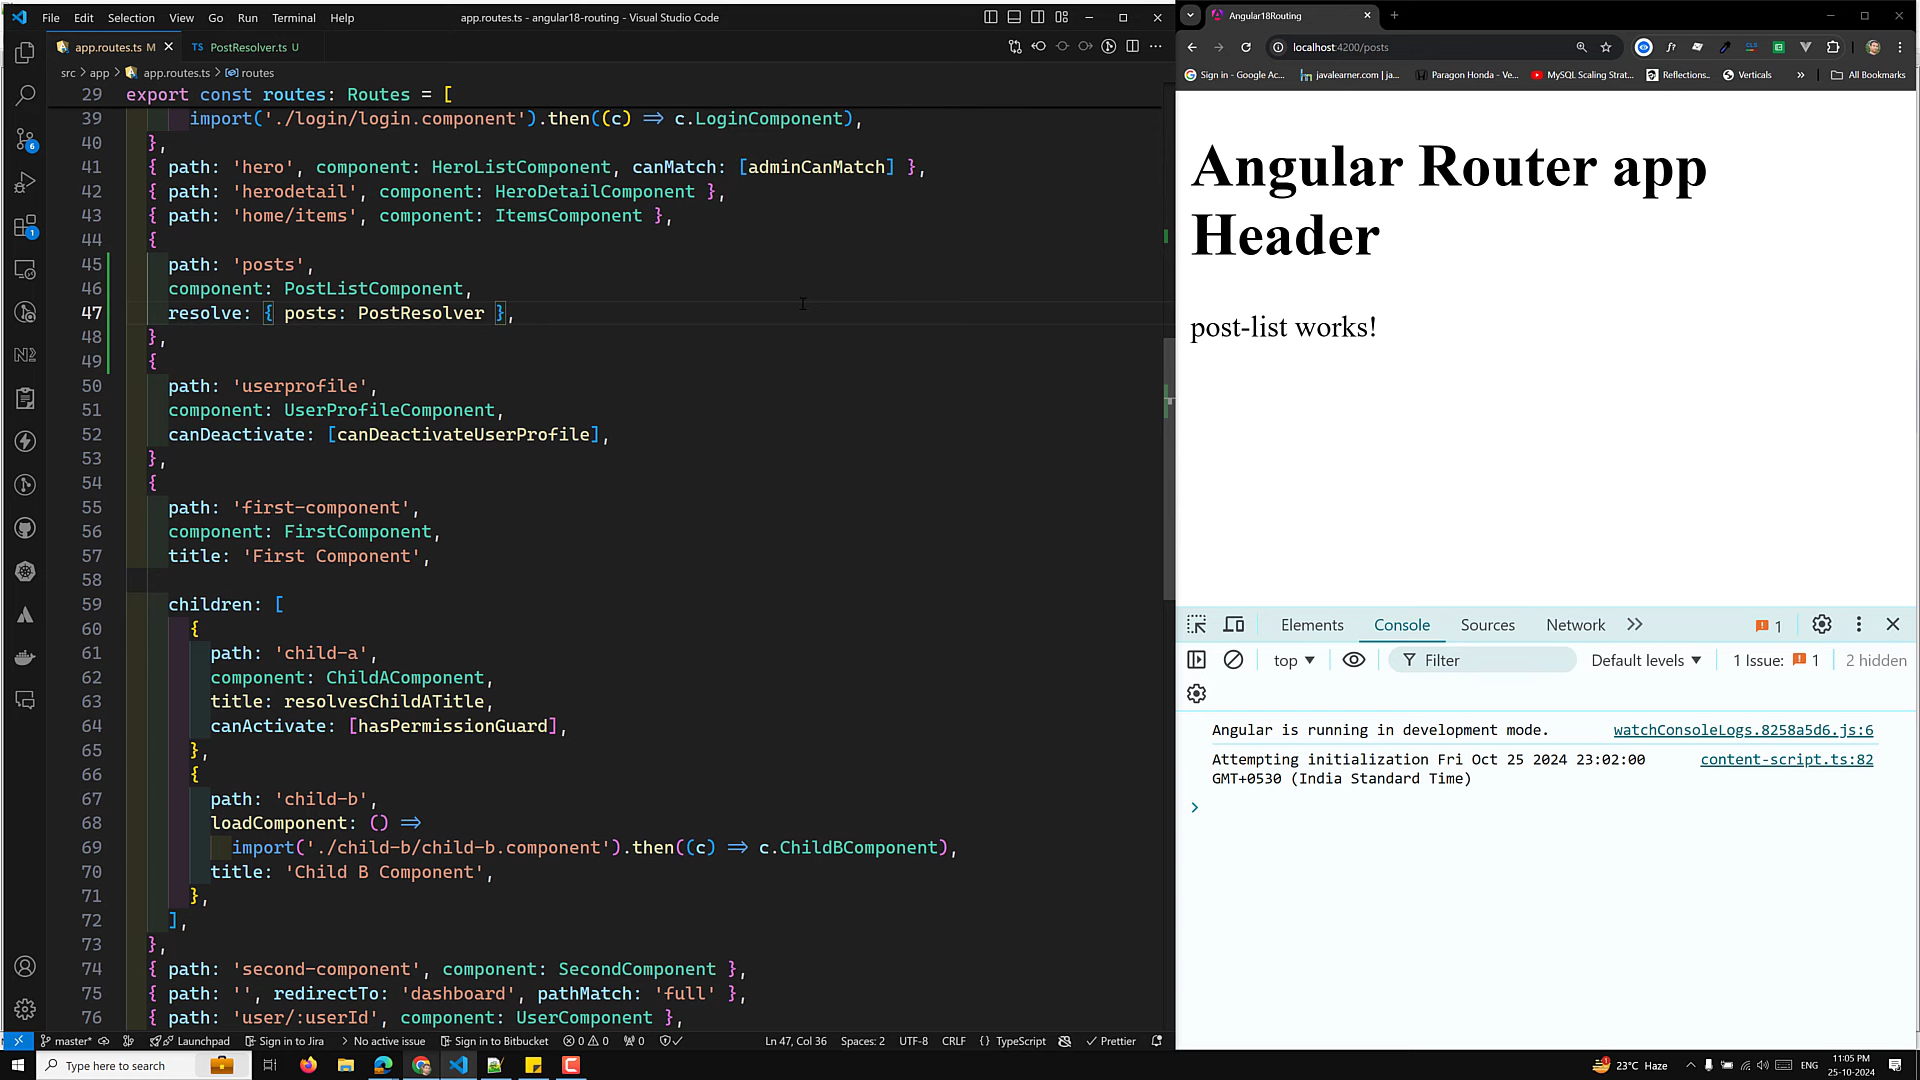 File Edit Selection View Go Run Terminal Help
app.routes.ts - angular18-routing - Visual Studio Code
app.routes.ts M
TS PostResolver.ts U
src > app > app.routes.ts > routes
29 export const routes: Routes = [
39 import('./login/login.component').then((c) => c.LoginComponent),
40 },
41 { path: 'hero', component: HeroListComponent, canMatch: [adminCanMatch] },
42 { path: 'herodetail', component: HeroDetailComponent },
43 { path: 'home/items', component: ItemsComponent },
44 {
45 path: 'posts',
46 component: PostListComponent,
47 resolve: { posts: PostResolver },
48 },
49 {
50 path: 'userprofile',
51 component: UserProfileComponent,
52 canDeactivate: [canDeactivateUserProfile],
53 },
54 {
55 path: 'first-component',
56 component: FirstComponent,
57 title: 'First Component',
58
59 children: [
60 {
61 path: 'child-a',
62 component: ChildAComponent,
63 title: resolvesChildATitle,
64 canActivate: [hasPermissionGuard],
65 },
66 {
67 path: 'child-b',
68 loadComponent: () =>
69 import('./child-b/child-b.component').then((c) => c.ChildBComponent),
70 title: 'Child B Component',
71 },
72 ],
73 },
74 { path: 'second-component', component: SecondComponent },
75 { path: '', redirectTo: 'dashboard', pathMatch: 'full' },
76 { path: 'user/:userId', component: UserComponent },
master* Launchpad Sign in to Jira No active issue Sign in to Bitbucket 0 0 0 Ln 47, Col 36 Spaces: 2 UTF-8 CRLF {} TypeScript Prettier
Angular18Routing
localhost:4200/posts
Sign in - Google Ac... javalearner.com | ja... Paragon Honda - Ve... MySQL Scaling Strat... Reflections.. Verticals » All Bookmarks
Angular Router app
Header
post-list works!
Elements Console Sources Network >> 1
top Filter Default levels 1 Issue: 1 2 hidden
Angular is running in development mode. watchConsoleLogs.8258a5d6.js:6
Attempting initialization Fri Oct 25 2024 23:02:00 content-script.ts:82
GMT+0530 (India Standard Time)
>
Type here to search
23°C Haze ENG 11:05 PM
25-10-2024